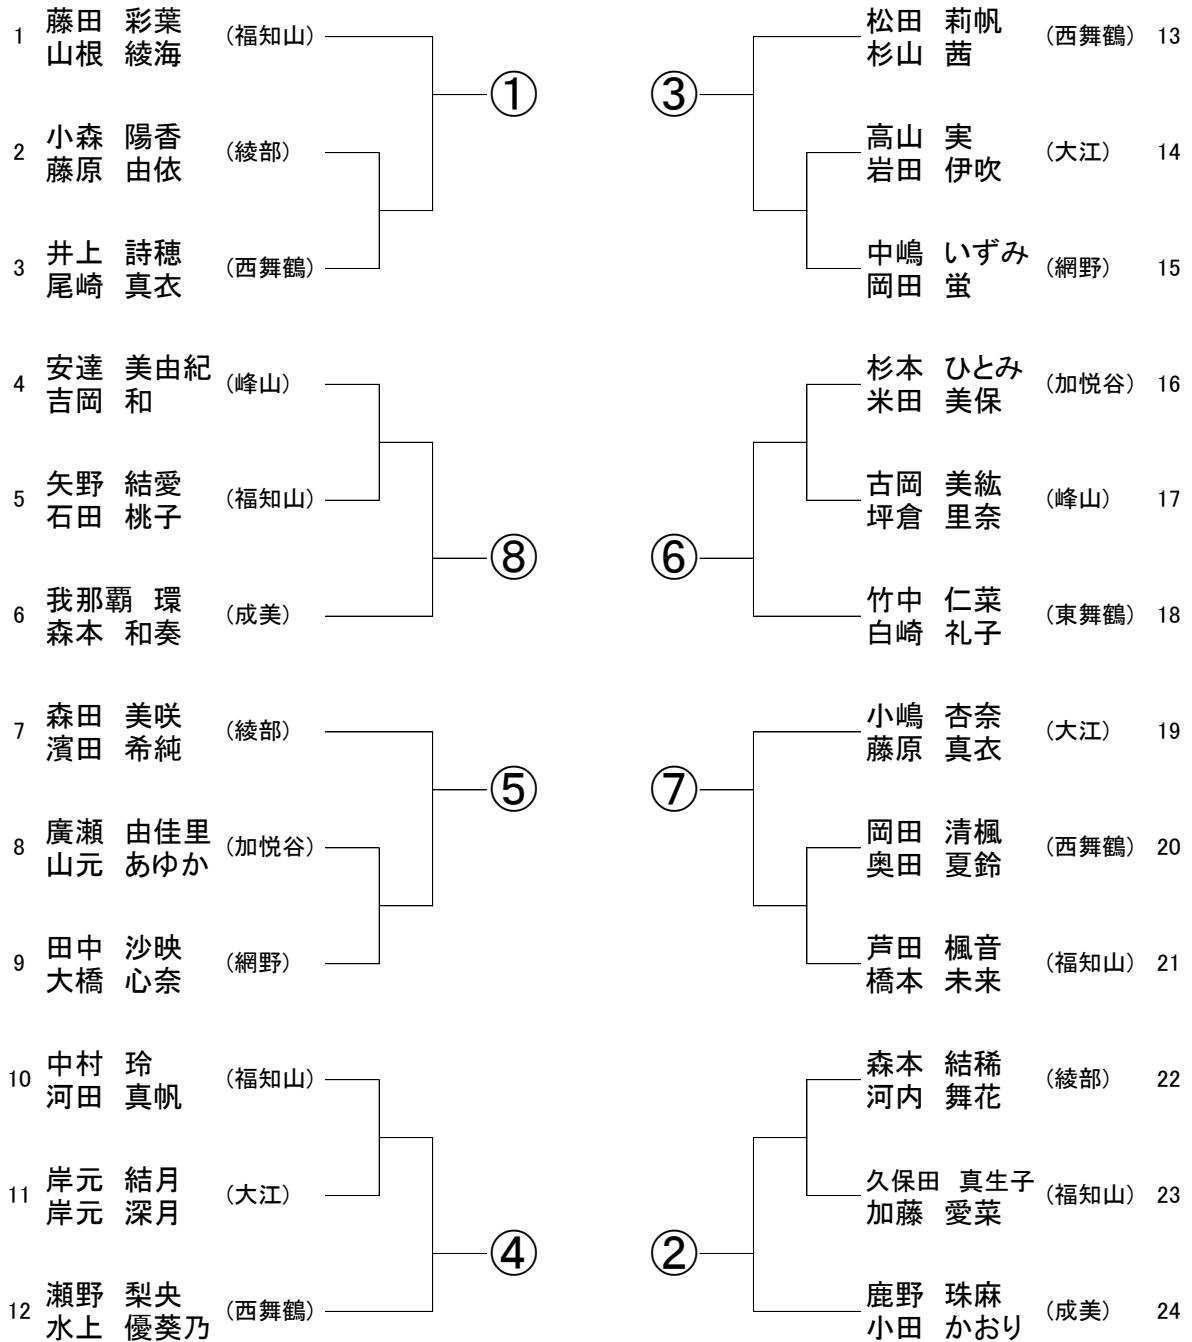 1 藤田 彩葉 (福知山)
山根 綾海
①
2 小森 陽香 (綾部)
藤原 由依
3 井上 詩穂 (西舞鶴)
尾崎 真衣
4 安達 美由紀 (峰山)
吉岡 和
5 矢野 結愛 (福知山)
石田 桃子
⑧
6 我那覇 環 (成美)
森本 和奏
7 森田 美咲 (綾部)
濱田 希純
⑤
8 廣瀬 由佳里 (加悦谷)
山元 あゆか
9 田中 沙映 (網野)
大橋 心奈
10 中村 玲 (福知山)
河田 真帆
11 岸元 結月 (大江)
岸元 深月
④
12 瀬野 梨央 (西舞鶴)
水上 優葵乃
松田 莉帆 (西舞鶴) 13
杉山 茜
③
高山 実 (大江) 14
岩田 伊吹
中嶋 いずみ (網野) 15
岡田 蛍
杉本 ひとみ (加悦谷) 16
米田 美保
古岡 美紘 (峰山) 17
坪倉 里奈
⑥
竹中 仁菜 (東舞鶴) 18
白崎 礼子
小嶋 杏奈 (大江) 19
藤原 真衣
⑦
岡田 清楓 (西舞鶴) 20
奥田 夏鈴
芦田 楓音 (福知山) 21
橋本 未来
森本 結稀 (綾部) 22
河内 舞花
久保田 真生子 (福知山) 23
加藤 愛菜
②
鹿野 珠麻 (成美) 24
小田 かおり